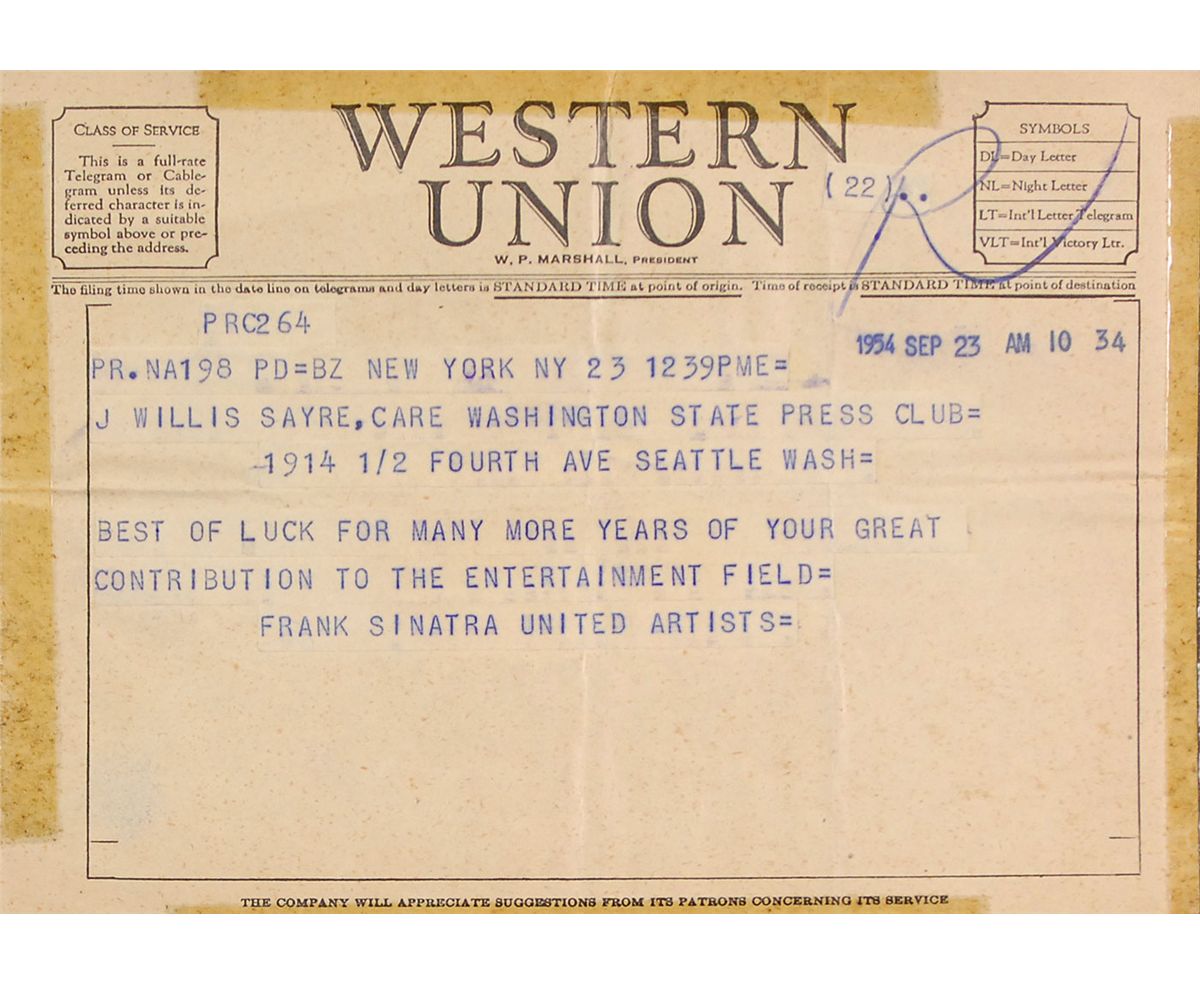 CLASS OF SERVICE
This is a full-rate
Telegram or Cable-
gram unless its de-
ferred character is in-
dicated by a suitable
symbol above or pre-
ceding the address.
WESTERN
UNION
W. P. MARSHALL, PRESIDENT
(22)..
SYMBOLS
DL=Day Letter
NL=Night Letter
LT=Int'l Letter Telegram
VLT=Int'l Victory Ltr.
The filing time shown in the date line on telegrams and day letters is STANDARD TIME at point of origin. Time of receipt is STANDARD TIME at point of destination
PRC264
1954 SEP 23 AM 10 34
PR.NA198 PD=BZ NEW YORK NY 23 1239PME=
J WILLIS SAYRE,CARE WASHINGTON STATE PRESS CLUB=
1914 1/2 FOURTH AVE SEATTLE WASH=
BEST OF LUCK FOR MANY MORE YEARS OF YOUR GREAT
CONTRIBUTION TO THE ENTERTAINMENT FIELD=
FRANK SINATRA UNITED ARTISTS=
THE COMPANY WILL APPRECIATE SUGGESTIONS FROM ITS PATRONS CONCERNING ITS SERVICE